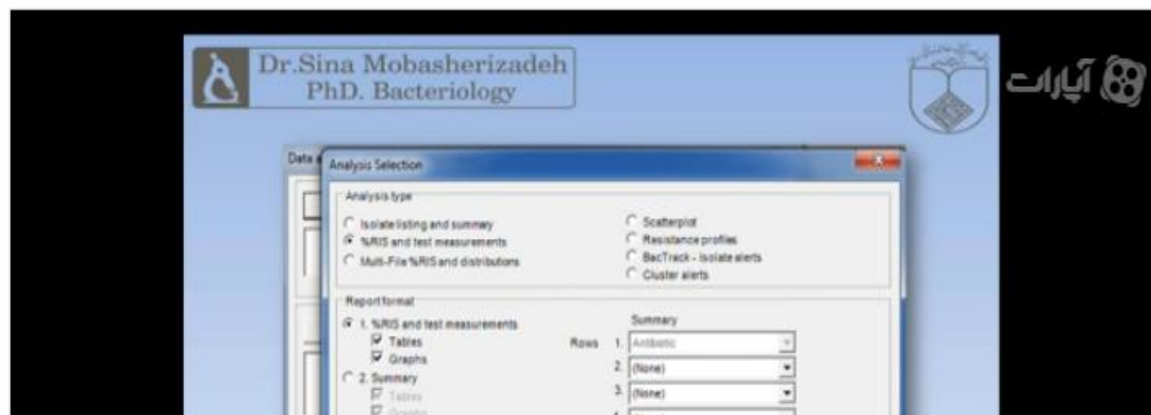 Dr.Sina Mobasherizadeh
PhD. Bacteriology
آپارات
Data a
Analysis Selection
Analysis type
Isolate listing and summary
%RIS and test measurements
Multi-File %RIS and distributions
Scatterplot
Resistance profiles
BacTrack - Isolate alerts
Cluster alerts
Report format
1. %RIS and test measurements
Tables
Graphs
2. Summary
Tables
Graphs
Summary
Rows 1. Antibiotic
2. (None)
3. (None)